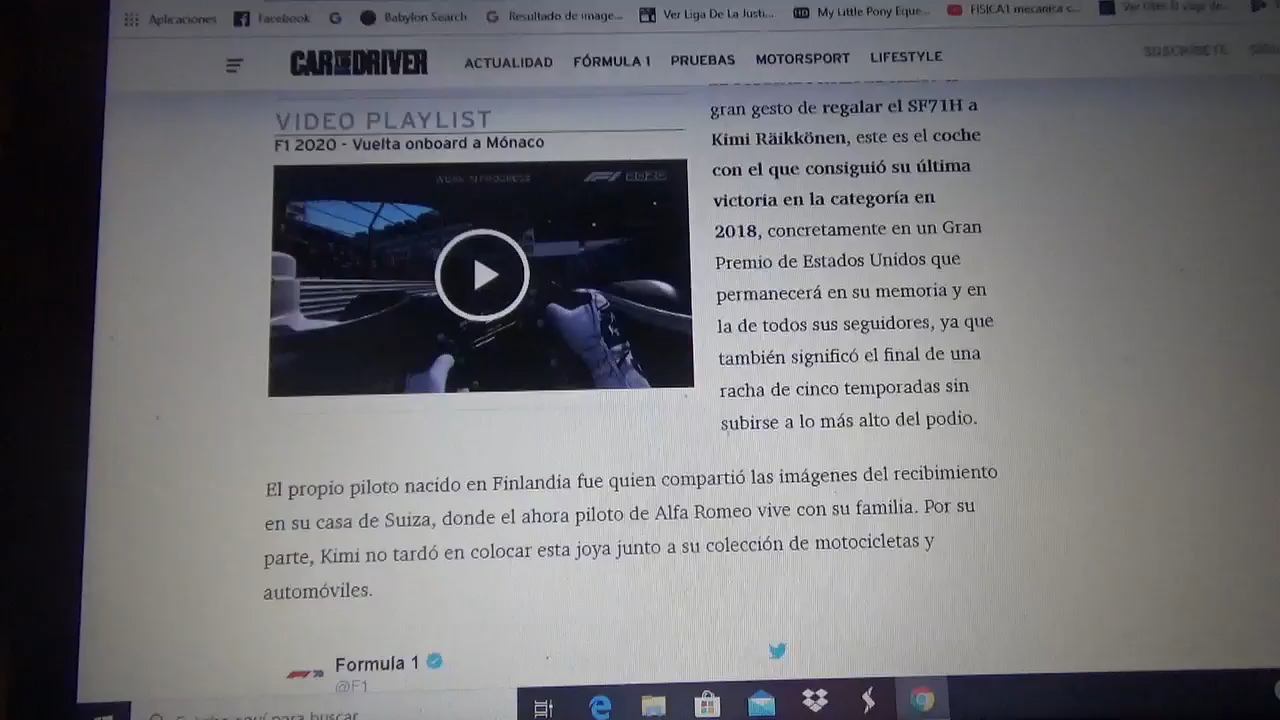 Aplicaciones Facebook Babylon Search Resultado de image... Ver Liga De La Justi... My Little Pony Eque... FISICA1 mecanica c...
CAR AND DRIVER ACTUALIDAD FÓRMULA 1 PRUEBAS MOTORSPORT LIFESTYLE SUSCRÍBETE
VIDEO PLAYLIST
F1 2020 - Vuelta onboard a Mónaco
WORK IN PROGRESS F1 2020
gran gesto de regalar el SF71H a
Kimi Räikkönen, este es el coche
con el que consiguió su última
victoria en la categoría en
2018, concretamente en un Gran
Premio de Estados Unidos que
permanecerá en su memoria y en
la de todos sus seguidores, ya que
también significó el final de una
racha de cinco temporadas sin
subirse a lo más alto del podio.
El propio piloto nacido en Finlandia fue quien compartió las imágenes del recibimiento
en su casa de Suiza, donde el ahora piloto de Alfa Romeo vive con su familia. Por su
parte, Kimi no tardó en colocar esta joya junto a su colección de motocicletas y
automóviles.
Formula 1
@F1
aquí para buscar